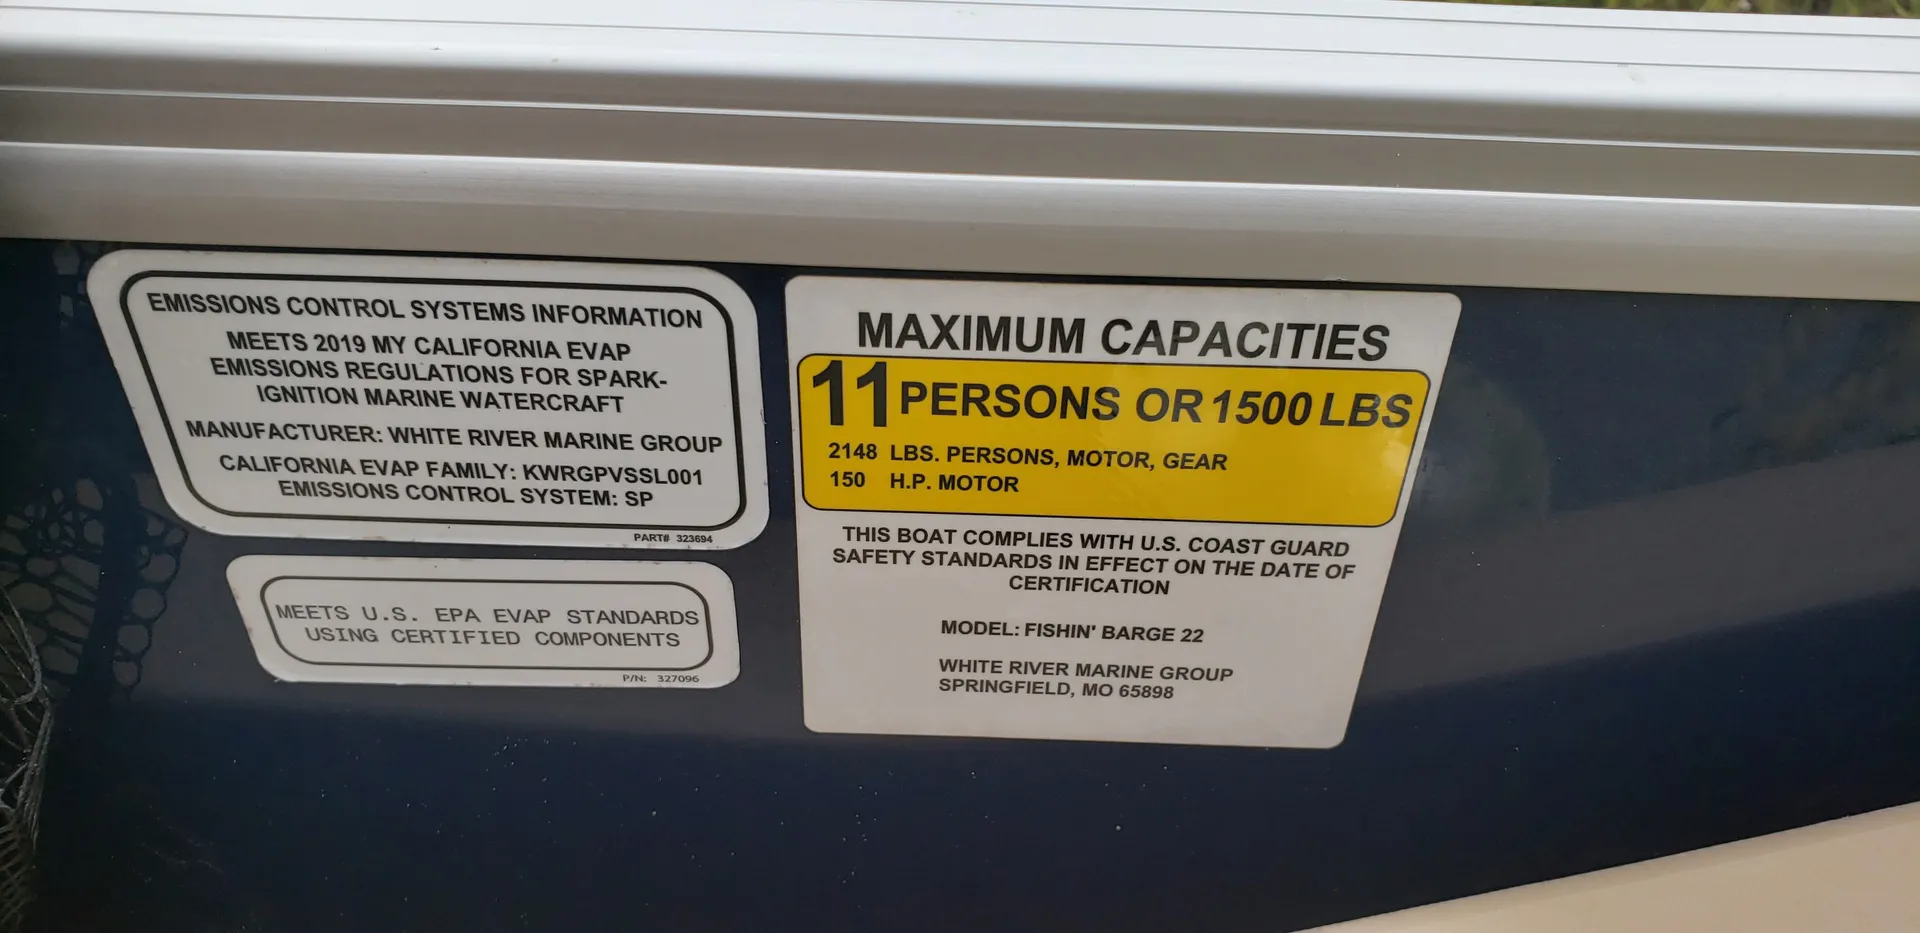 EMISSIONS CONTROL SYSTEMS INFORMATION
MEETS 2019 MY CALIFORNIA EVAP
EMISSIONS REGULATIONS FOR SPARK-
IGNITION MARINE WATERCRAFT
MANUFACTURER: WHITE RIVER MARINE GROUP
CALIFORNIA EVAP FAMILY: KWRGPVSSL001
EMISSIONS CONTROL SYSTEM: SP
PART# 323694
MEETS U.S. EPA EVAP STANDARDS
USING CERTIFIED COMPONENTS
P/N: 327096
MAXIMUM CAPACITIES
11 PERSONS OR 1500 LBS
2148 LBS. PERSONS, MOTOR, GEAR
150 H.P. MOTOR
THIS BOAT COMPLIES WITH U.S. COAST GUARD
SAFETY STANDARDS IN EFFECT ON THE DATE OF
CERTIFICATION
MODEL: FISHIN' BARGE 22
WHITE RIVER MARINE GROUP
SPRINGFIELD, MO 65898